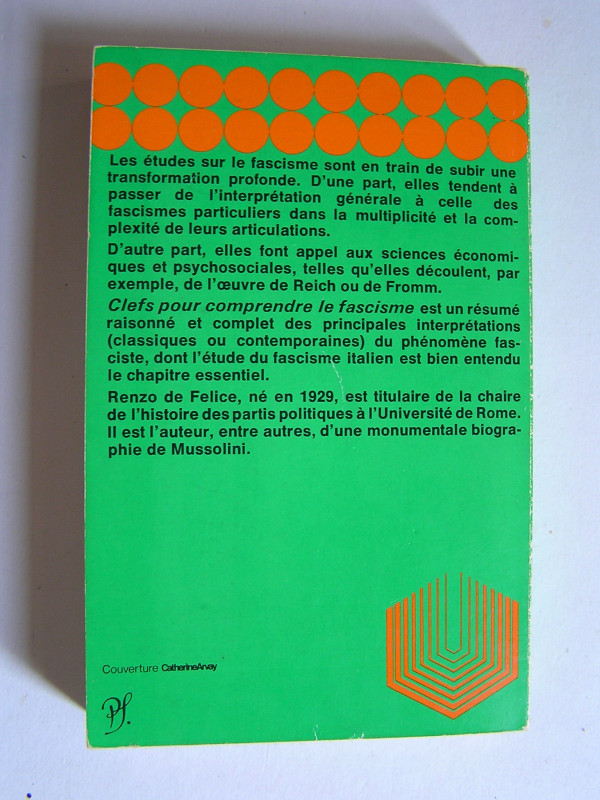 Les études sur le fascisme sont en train de subir une
transformation profonde. D'une part, elles tendent à
passer de l'interprétation générale à celle des
fascismes particuliers dans la multiplicité et la com-
plexité de leurs articulations.
D'autre part, elles font appel aux sciences économi-
ques et psychosociales, telles qu'elles découlent, par
exemple, de l'œuvre de Reich ou de Fromm.
Clefs pour comprendre le fascisme est un résumé
raisonné et complet des principales interprétations
(classiques ou contemporaines) du phénomène fas-
ciste, dont l'étude du fascisme italien est bien entendu
le chapitre essentiel.
Renzo de Felice, né en 1929, est titulaire de la chaire
de l'histoire des partis politiques à l'Université de Rome.
Il est l'auteur, entre autres, d'une monumentale biogra-
phie de Mussolini.
Couverture Catherine Arvey